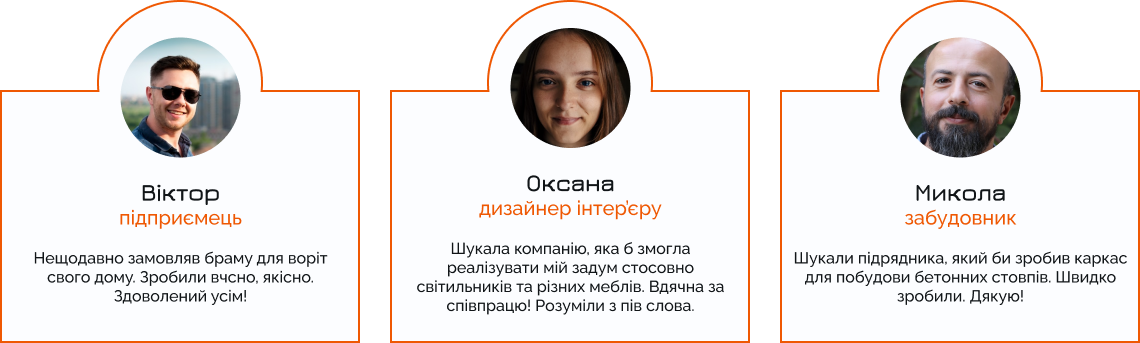 Віктор
підприємець
Нещодавно замовляв браму для воріт
свого дому. Зробили вчсно, якісно.
Здоволений усім!
Оксана
дизайнер інтер’єру
Шукала компанію, яка б змогла
реалізувати мій задум стосовно
світильників та різних меблів. Вдячна за
співпрацю! Розуміли з пів слова.
Микола
забудовник
Шукали підрядника, який би зробив каркас
для побудови бетонних стовпів. Швидко
зробили. Дякую!